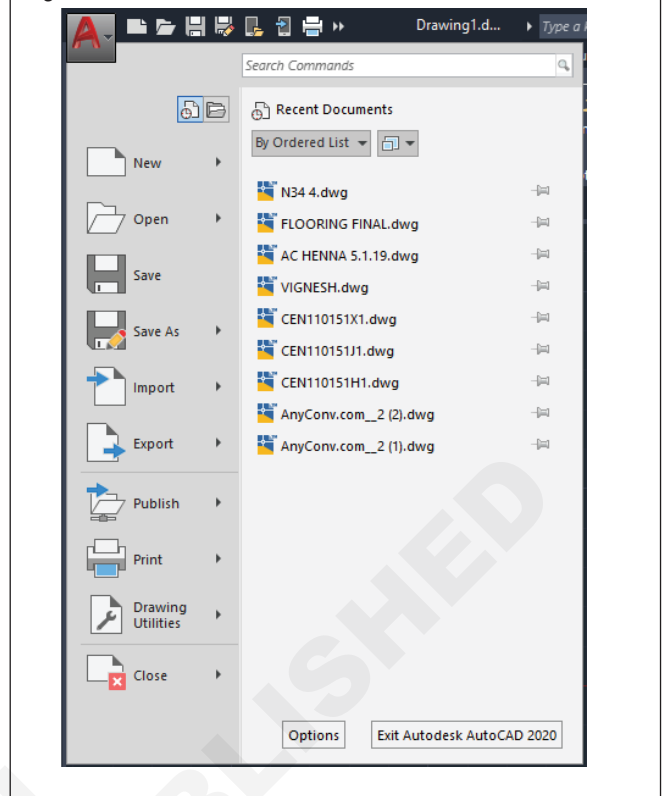 Drawing1.d...
Type a
Search Commands
Recent Documents
By Ordered List
New
Open
Save
Save As
Import
Export
Publish
Print
Drawing
Utilities
Close
N34 4.dwg
FLOORING FINAL.dwg
AC HENNA 5.1.19.dwg
VIGNESH.dwg
CEN110151X1.dwg
CEN110151J1.dwg
CEN110151H1.dwg
AnyConv.com__2 (2).dwg
AnyConv.com__2 (1).dwg
Options
Exit Autodesk AutoCAD 2020